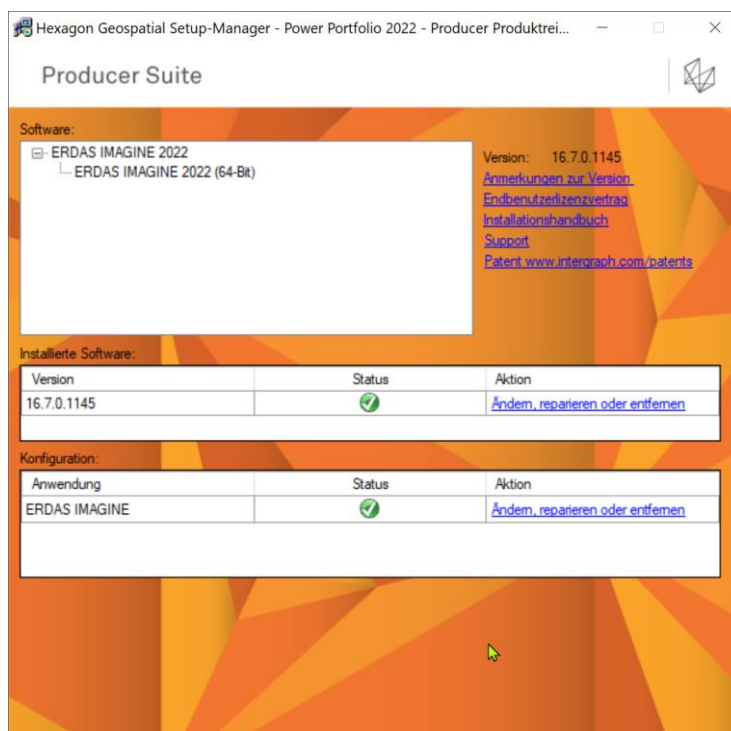 Hexagon Geospatial Setup-Manager - Power Portfolio 2022 - Producer Produktrei...
Producer Suite
Software:
ERDAS IMAGINE 2022
ERDAS IMAGINE 2022 (64-Bit)
Version: 16.7.0.1145
Anmerkungen zur Version
Endbenutzerlizenzvertrag
Installationshandbuch
Support
Patent www.intergraph.com/patents
Installierte Software:
Version Status Aktion
16.7.0.1145 Ändern, reparieren oder entfernen
Konfiguration:
Anwendung Status Aktion
ERDAS IMAGINE Ändern, reparieren oder entfernen